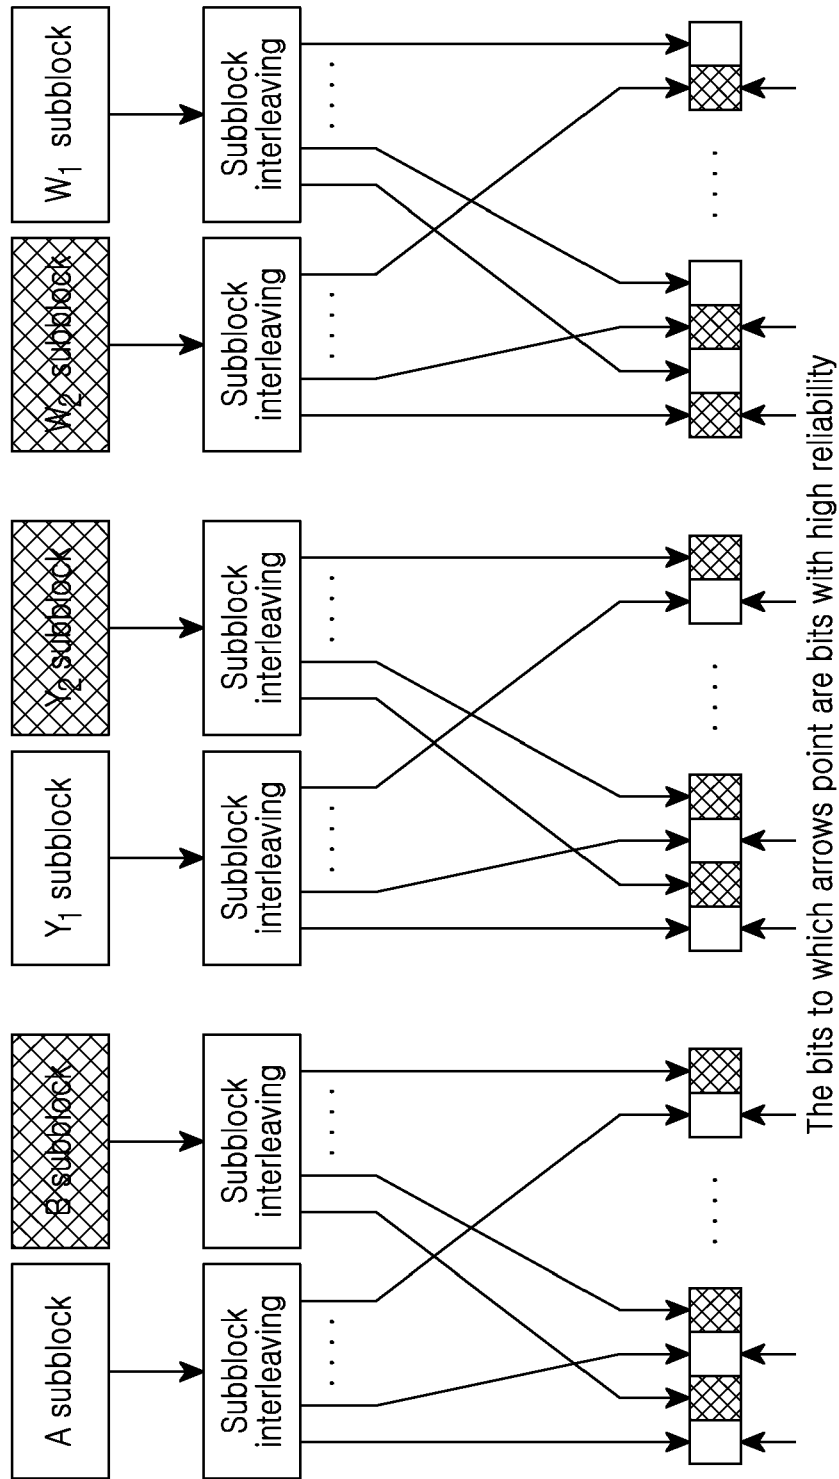 A subblock
B subblock
Y1 subblock
Y2 subblock
W2 subblock
W1 subblock
Subblock
interleaving
Subblock
interleaving
Subblock
interleaving
Subblock
interleaving
Subblock
interleaving
Subblock
interleaving
The bits to which arrows point are bits with high reliability